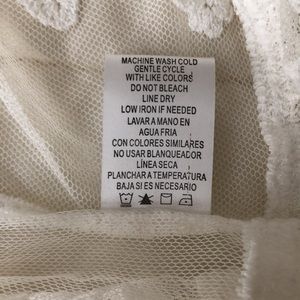 MACHINE WASH COLD
GENTLE CYCLE
WITH LIKE COLORS
DO NOT BLEACH
LINE DRY
LOW IRON IF NEEDED
LAVAR A MANO EN
AGUA FRIA
CON COLORES SIMILARES
NO USAR BLANQUEADOR
LÍNEA SECA
PLANCHAR A TEMPERATURA
BAJA SI ES NECESARIO